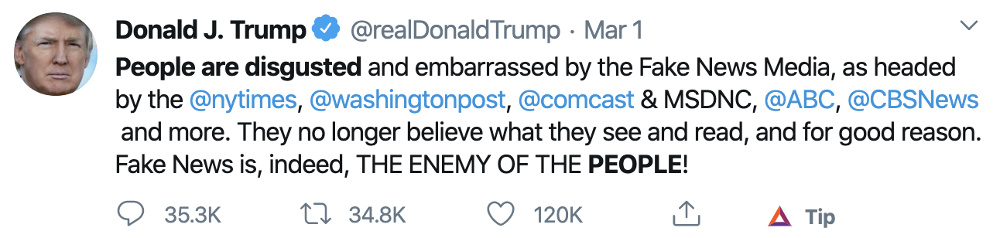 Donald J. Trump @realDonaldTrump · Mar 1
People are disgusted and embarrassed by the Fake News Media, as headed
by the @nytimes, @washingtonpost, @comcast & MSDNC, @ABC, @CBSNews
and more. They no longer believe what they see and read, and for good reason.
Fake News is, indeed, THE ENEMY OF THE PEOPLE!
35.3K 34.8K 120K Tip